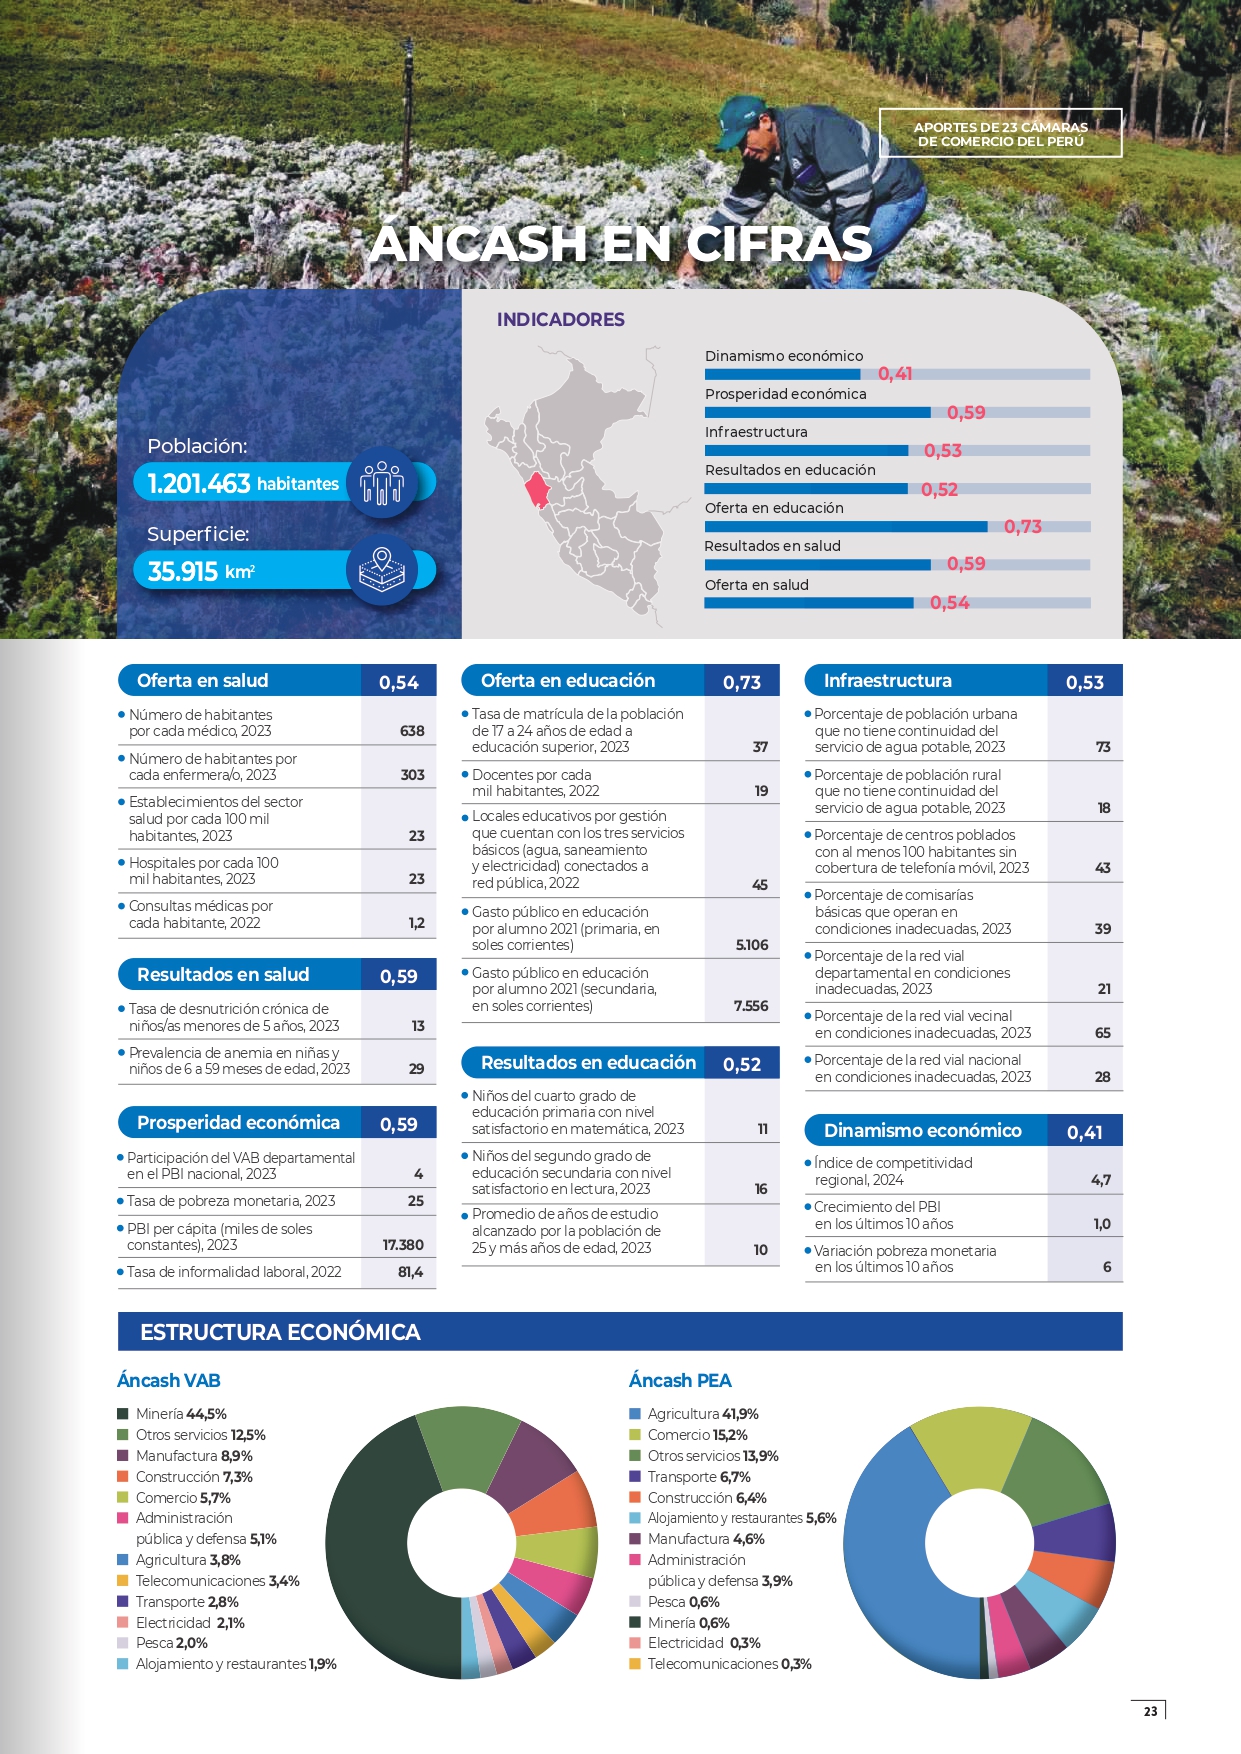 APORTES DE 23 CÁMARAS
DE COMERCIO DEL PERÚ
ÁNCASH EN CIFRAS
Población:
1.201.463 habitantes
Superficie:
35.915 km²
INDICADORES
Dinamismo económico
0,41
Prosperidad económica
0,59
Infraestructura
0,53
Resultados en educación
0,52
Oferta en educación
0,73
Resultados en salud
0,59
Oferta en salud
0,54
Oferta en salud 0,54
Número de habitantes
por cada médico, 2023 638
Número de habitantes por
cada enfermera/o, 2023 303
Establecimientos del sector
salud por cada 100 mil
habitantes, 2023 23
Hospitales por cada 100
mil habitantes, 2023 23
Consultas médicas por
cada habitante, 2022 1,2
Resultados en salud 0,59
Tasa de desnutrición crónica de
niños/as menores de 5 años, 2023 13
Prevalencia de anemia en niñas y
niños de 6 a 59 meses de edad, 2023 29
Prosperidad económica 0,59
Participación del VAB departamental
en el PBI nacional, 2023 4
Tasa de pobreza monetaria, 2023 25
PBI per cápita (miles de soles
constantes), 2023 17.380
Tasa de informalidad laboral, 2022 81,4
Oferta en educación 0,73
Tasa de matrícula de la población
de 17 a 24 años de edad a
educación superior, 2023 37
Docentes por cada
mil habitantes, 2022 19
Locales educativos por gestión
que cuentan con los tres servicios
básicos (agua, saneamiento
y electricidad) conectados a
red pública, 2022 45
Gasto público en educación
por alumno 2021 (primaria, en
soles corrientes) 5.106
Gasto público en educación
por alumno 2021 (secundaria,
en soles corrientes) 7.556
Resultados en educación 0,52
Niños del cuarto grado de
educación primaria con nivel
satisfactorio en matemática, 2023 11
Niños del segundo grado de
educación secundaria con nivel
satisfactorio en lectura, 2023 16
Promedio de años de estudio
alcanzado por la población de
25 y más años de edad, 2023 10
Infraestructura 0,53
Porcentaje de población urbana
que no tiene continuidad del
servicio de agua potable, 2023 73
Porcentaje de población rural
que no tiene continuidad del
servicio de agua potable, 2023 18
Porcentaje de centros poblados
con al menos 100 habitantes sin
cobertura de telefonía móvil, 2023 43
Porcentaje de comisarías
básicas que operan en
condiciones inadecuadas, 2023 39
Porcentaje de la red vial
departamental en condiciones
inadecuadas, 2023 21
Porcentaje de la red vial vecinal
en condiciones inadecuadas, 2023 65
Porcentaje de la red vial nacional
en condiciones inadecuadas, 2023 28
Dinamismo económico 0,41
Índice de competitividad
regional, 2024 4,7
Crecimiento del PBI
en los últimos 10 años 1,0
Variación pobreza monetaria
en los últimos 10 años 6
ESTRUCTURA ECONÓMICA
Áncash VAB
Minería 44,5%
Otros servicios 12,5%
Manufactura 8,9%
Construcción 7,3%
Comercio 5,7%
Administración
pública y defensa 5,1%
Agricultura 3,8%
Telecomunicaciones 3,4%
Transporte 2,8%
Electricidad 2,1%
Pesca 2,0%
Alojamiento y restaurantes 1,9%
Áncash PEA
Agricultura 41,9%
Comercio 15,2%
Otros servicios 13,9%
Transporte 6,7%
Construcción 6,4%
Alojamiento y restaurantes 5,6%
Manufactura 4,6%
Administración
pública y defensa 3,9%
Pesca 0,6%
Minería 0,6%
Electricidad 0,3%
Telecomunicaciones 0,3%
23